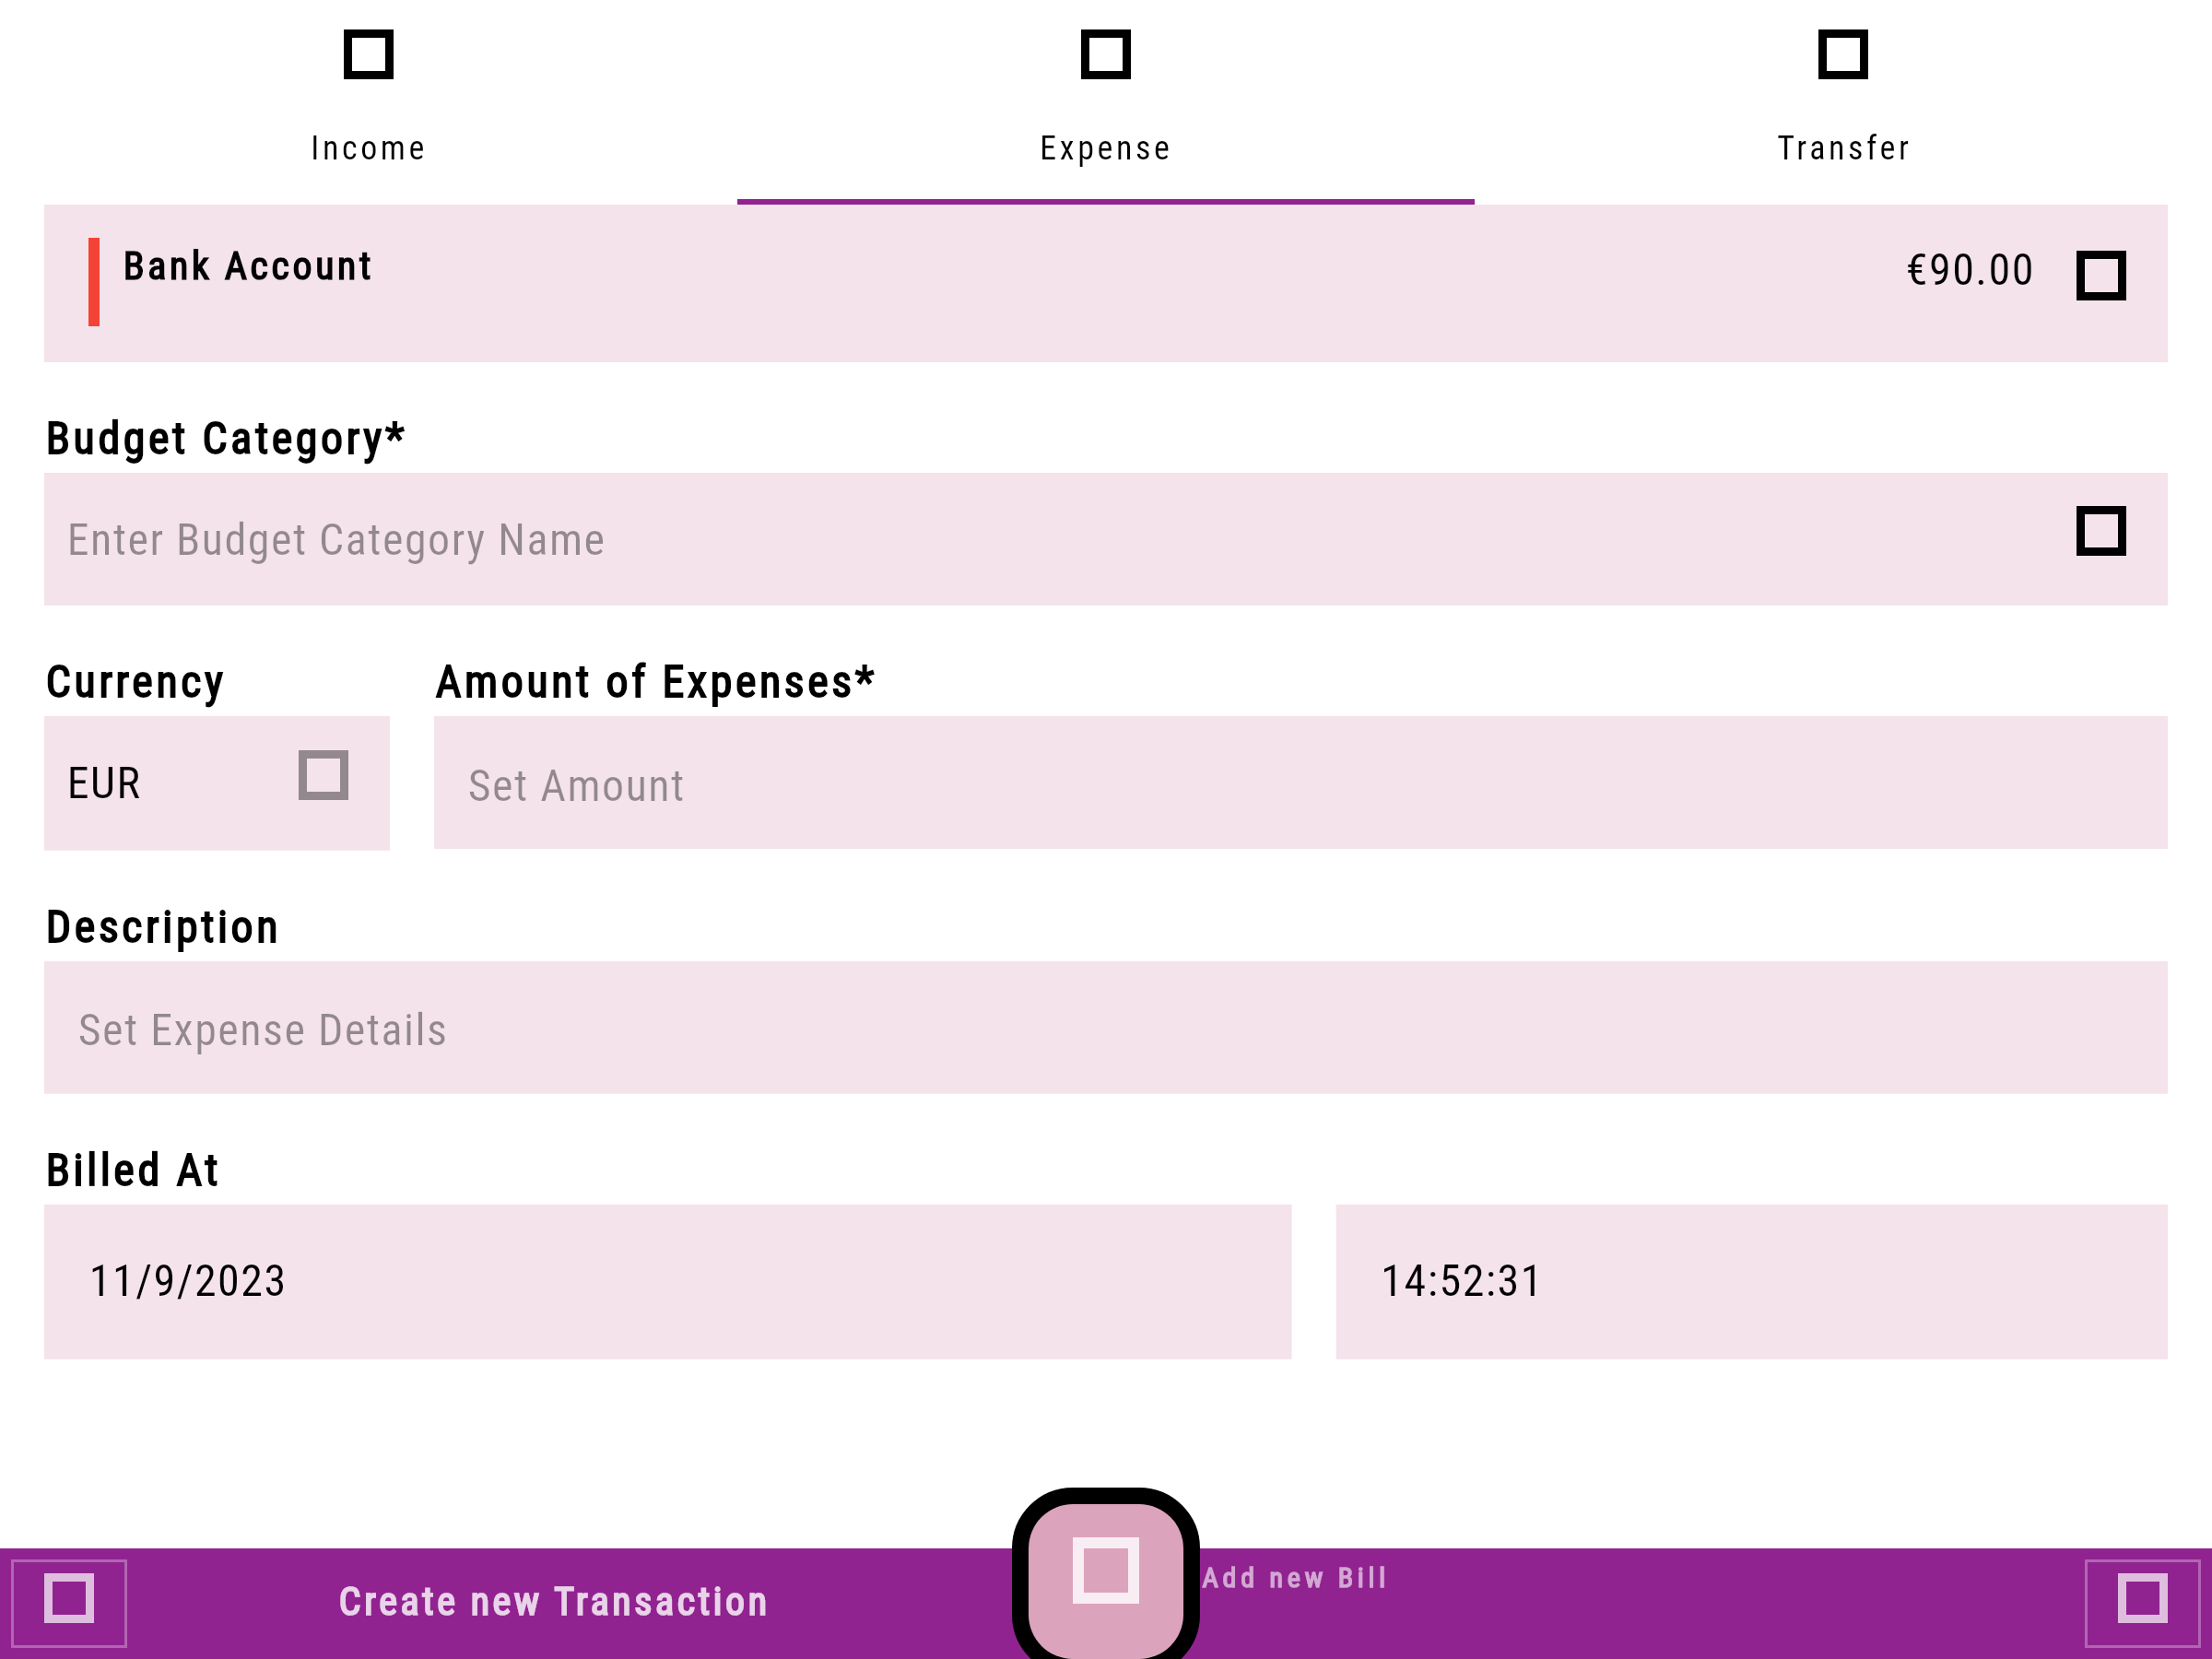 Income
Expense
Transfer
Bank Account
€90.00
Budget Category*
Enter Budget Category Name
Currency
Amount of Expenses*
EUR
Set Amount
Description
Set Expense Details
Billed At
11/9/2023
14:52:31
Create new Transaction
Add new Bill